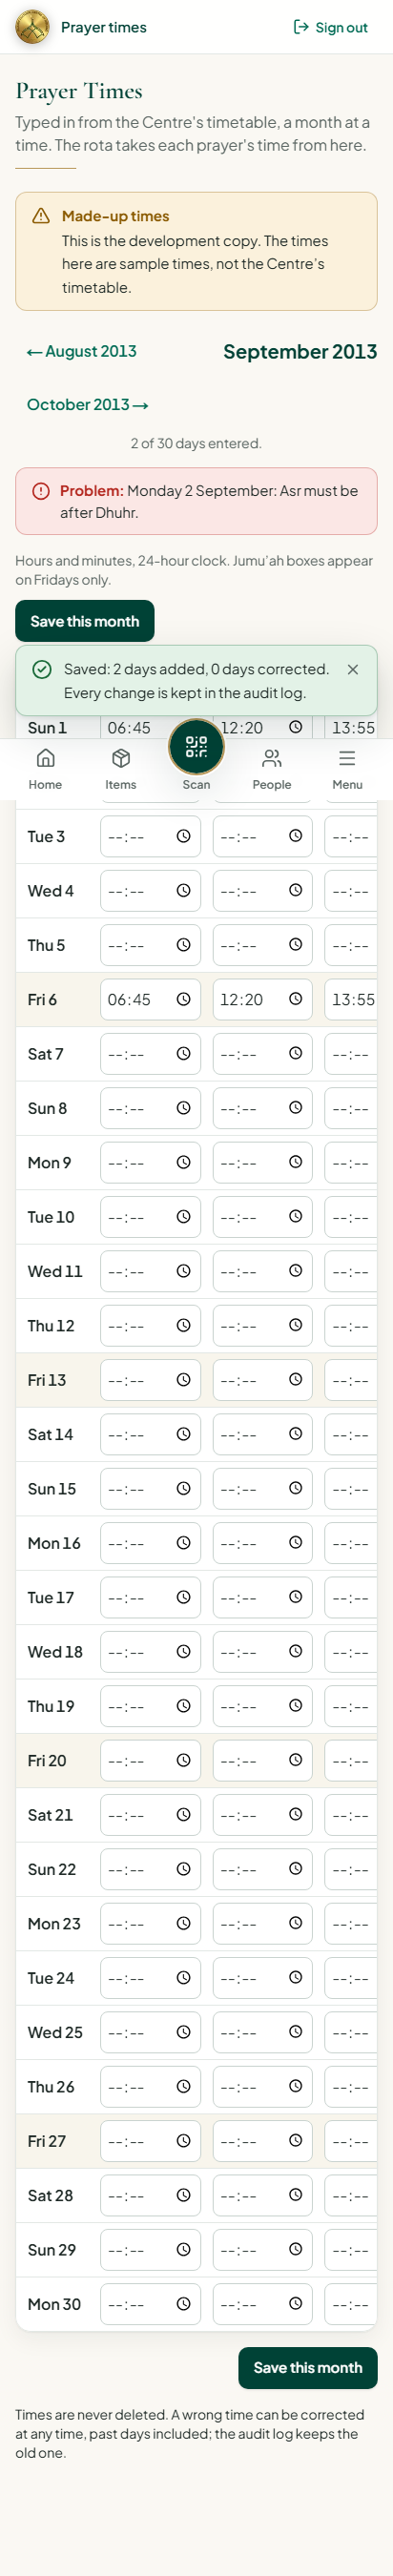 Prayer times
Sign out
Prayer Times
Typed in from the Centre's timetable, a month at a
time. The rota takes each prayer's time from here.
Made-up times
This is the development copy. The times
here are sample times, not the Centre's
timetable.
← August 2013
September 2013
October 2013 →
2 of 30 days entered.
Problem: Monday 2 September: Asr must be
after Dhuhr.
Hours and minutes, 24-hour clock. Jumu'ah boxes appear
on Fridays only.
Save this month
Saved: 2 days added, 0 days corrected.
Every change is kept in the audit log.
Sun 1 06:45 12:20 13:55
Home Items Scan People Menu
Tue 3 --:-- --:-- --:--
Wed 4 --:-- --:-- --:--
Thu 5 --:-- --:-- --:--
Fri 6 06:45 12:20 13:55
Sat 7 --:-- --:-- --:--
Sun 8 --:-- --:-- --:--
Mon 9 --:-- --:-- --:--
Tue 10 --:-- --:-- --:--
Wed 11 --:-- --:-- --:--
Thu 12 --:-- --:-- --:--
Fri 13 --:-- --:-- --:--
Sat 14 --:-- --:-- --:--
Sun 15 --:-- --:-- --:--
Mon 16 --:-- --:-- --:--
Tue 17 --:-- --:-- --:--
Wed 18 --:-- --:-- --:--
Thu 19 --:-- --:-- --:--
Fri 20 --:-- --:-- --:--
Sat 21 --:-- --:-- --:--
Sun 22 --:-- --:-- --:--
Mon 23 --:-- --:-- --:--
Tue 24 --:-- --:-- --:--
Wed 25 --:-- --:-- --:--
Thu 26 --:-- --:-- --:--
Fri 27 --:-- --:-- --:--
Sat 28 --:-- --:-- --:--
Sun 29 --:-- --:-- --:--
Mon 30 --:-- --:-- --:--
Save this month
Times are never deleted. A wrong time can be corrected
at any time, past days included; the audit log keeps the
old one.